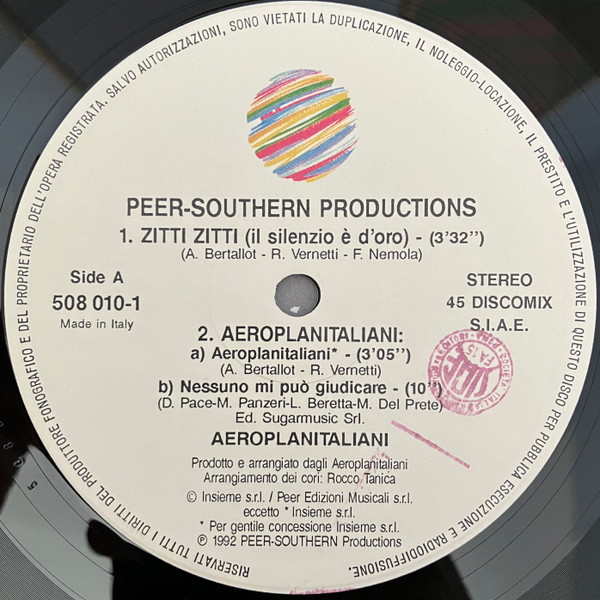 RISERVATI TUTTI I DIRITTI DEL PRODUTTORE FONOGRAFICO E DEL PROPRIETARIO DELL'OPERA REGISTRATA. SALVO AUTORIZZAZIONI, SONO VIETATI LA DUPLICAZIONE, IL NOLEGGIO-LOCAZIONE, IL PRESTITO E L'UTILIZZAZIONE DI QUESTO DISCO PER PUBBLICA ESECUZIONE E RADIODIFFUSIONE.
PEER-SOUTHERN PRODUCTIONS
1. ZITTI ZITTI (il silenzio è d'oro) - (3'32")
(A. Bertallot - R. Vernetti - F. Nemola)
Side A
508 010-1
Made in Italy
STEREO
45 DISCOMIX
S.I.A.E.
2. AEROPLANITALIANI:
a) Aeroplanitaliani* - (3'05")
(A. Bertallot - R. Vernetti)
b) Nessuno mi può giudicare - (10")
(D. Pace-M. Panzeri-L. Beretta-M. Del Prete)
Ed. Sugarmusic Srl.
AEROPLANITALIANI
Prodotto e arrangiato dagli Aeroplanitaliani
Arrangiamento dei cori: Rocco Tanica
© Insieme s.r.l. / Peer Edizioni Musicali s.r.l.
eccetto * Insieme s.r.l.
* Per gentile concessione Insieme s.r.l.
℗ 1992 PEER-SOUTHERN Productions